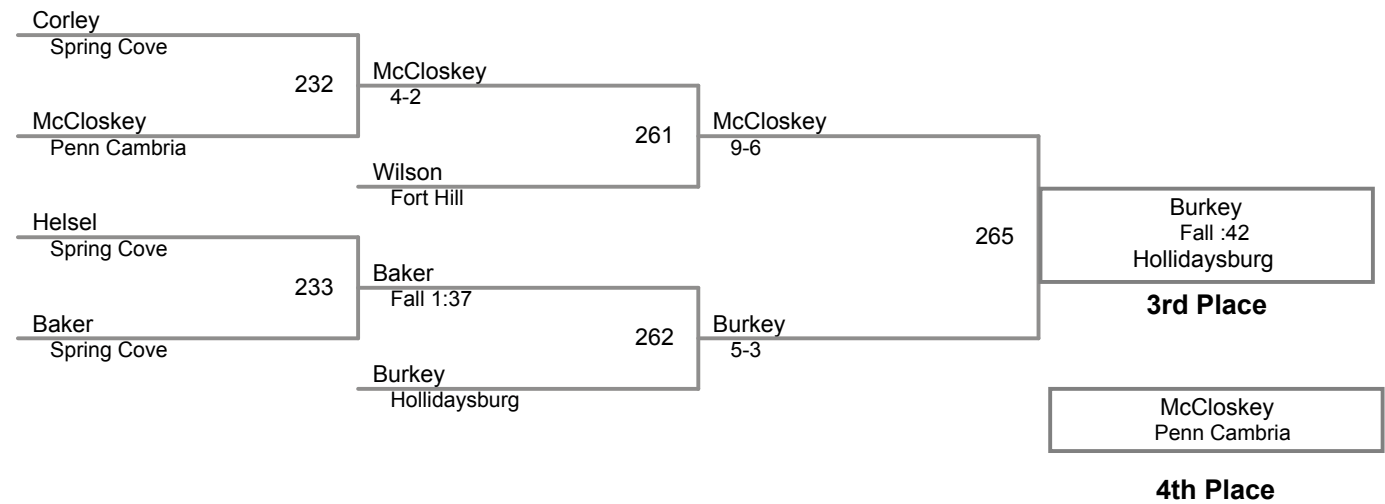 Corley
Spring Cove
232
McCloskey
4-2
McCloskey
Penn Cambria
261
McCloskey
9-6
Wilson
Fort Hill
Helsel
Spring Cove
233
Baker
Fall 1:37
Baker
Spring Cove
262
Burkey
5-3
Burkey
Hollidaysburg
265
Burkey
Fall :42
Hollidaysburg
3rd Place
McCloskey
Penn Cambria
4th Place